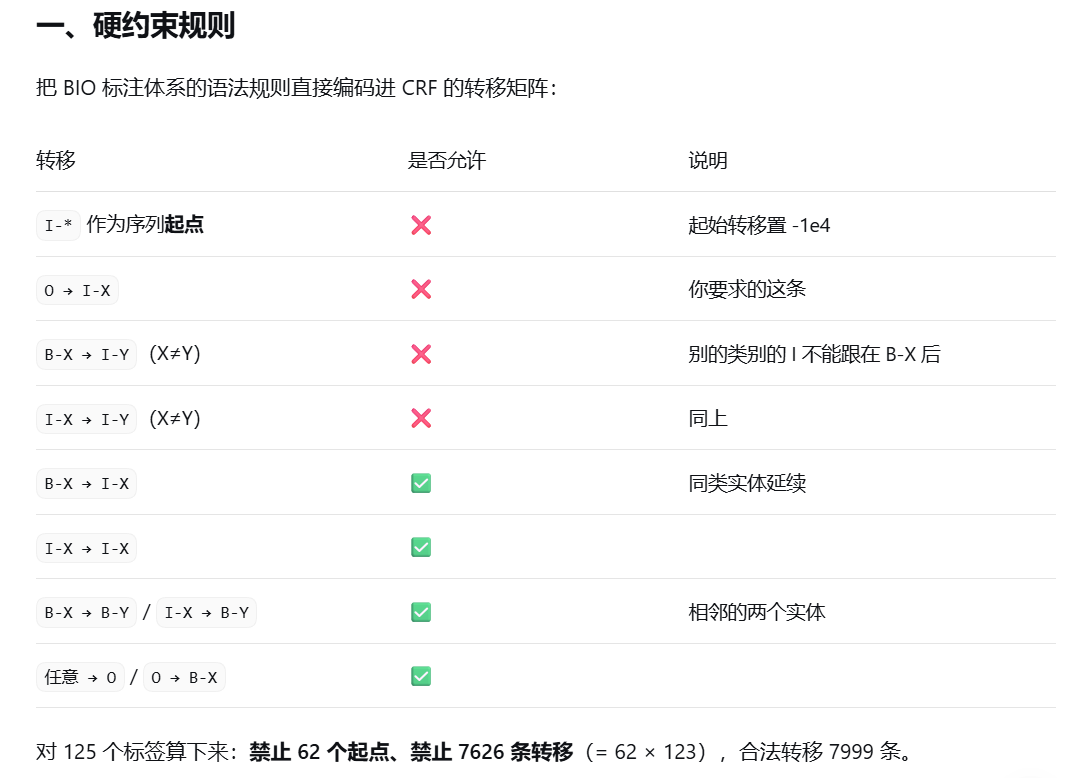 一、硬约束规则
把 BIO 标注体系的语法规则直接编码进 CRF 的转移矩阵：
转移 是否允许 说明
I-* 作为序列起点 ❌ 起始转移置 -1e4
O → I-X ❌ 你要求的这条
B-X → I-Y (X≠Y) ❌ 别的类别的 I 不能跟在 B-X 后
I-X → I-Y (X≠Y) ❌ 同上
B-X → I-X ✅ 同类实体延续
I-X → I-X ✅
B-X → B-Y / I-X → B-Y ✅ 相邻的两个实体
任意 → O / O → B-X ✅
对 125 个标签算下来：禁止 62 个起点、禁止 7626 条转移（= 62 × 123），合法转移 7999 条。